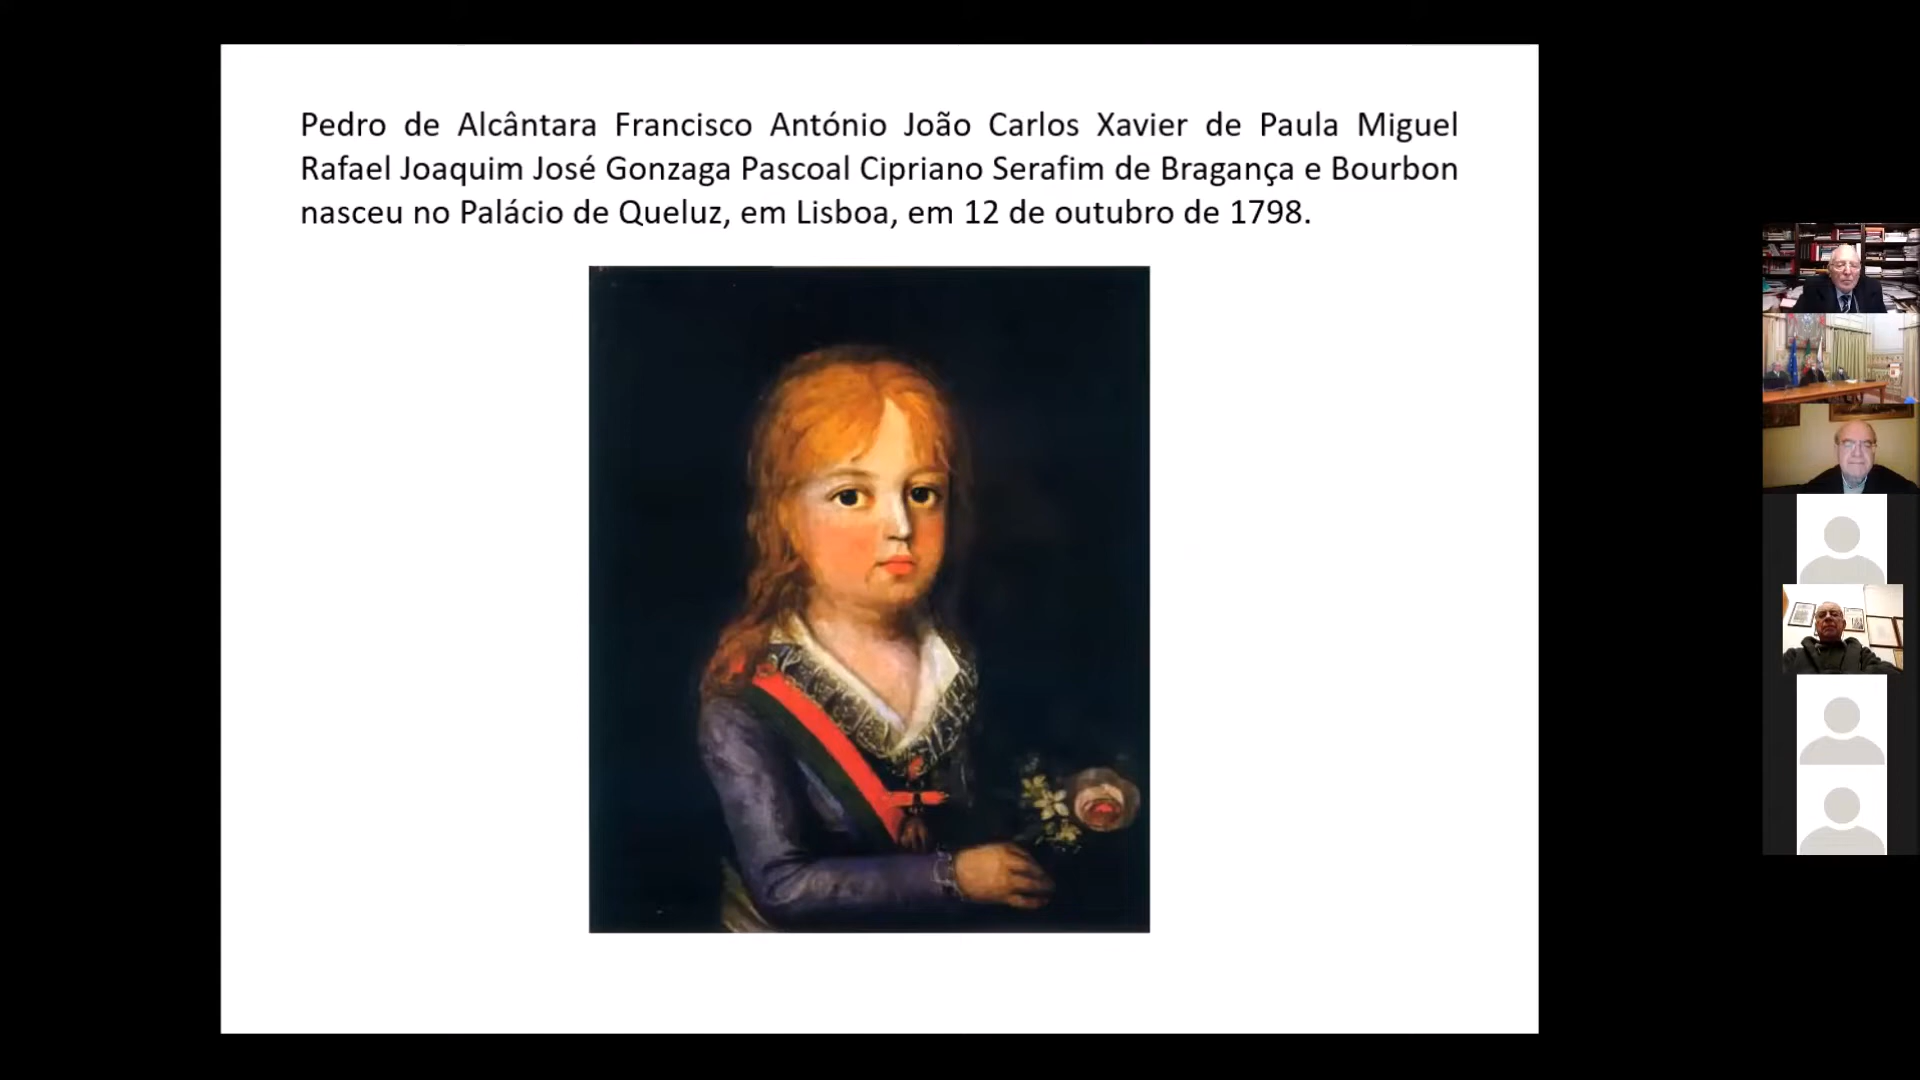 Pedro de Alcântara Francisco António João Carlos Xavier de Paula Miguel
Rafael Joaquim José Gonzaga Pascoal Cipriano Serafim de Bragança e Bourbon
nasceu no Palácio de Queluz, em Lisboa, em 12 de outubro de 1798.